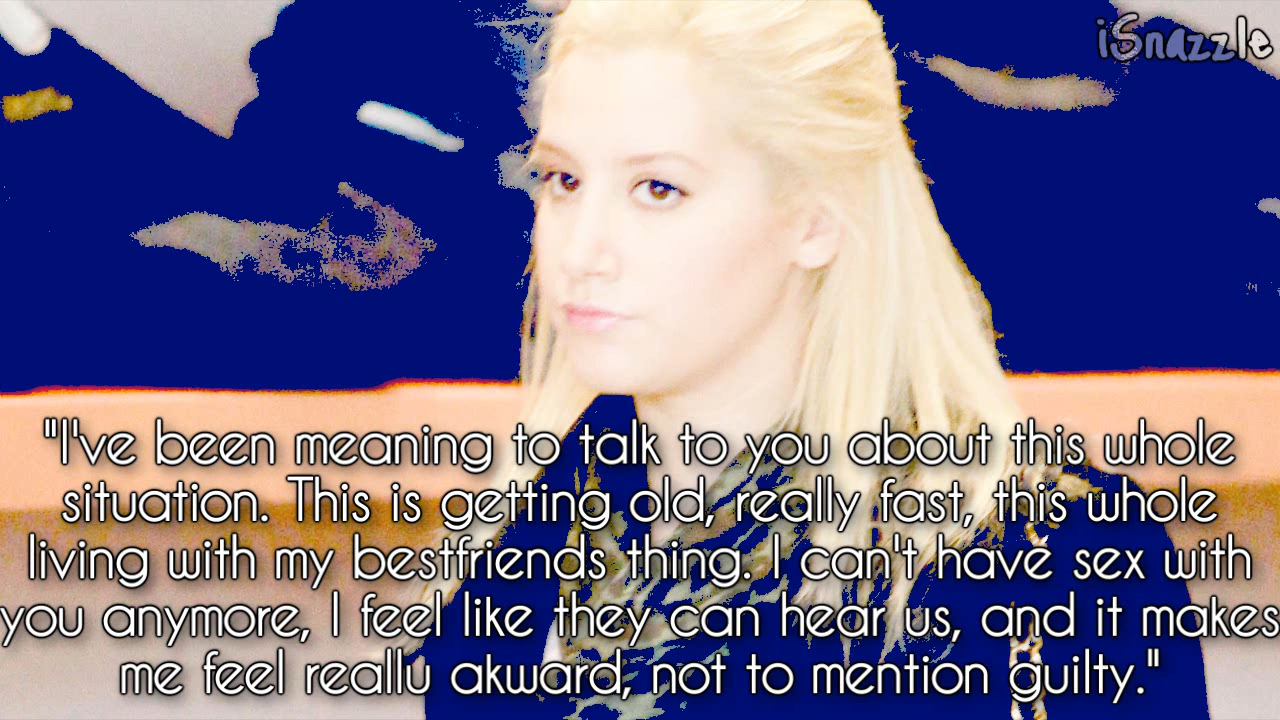 iSnazzle
"I've been meaning to talk to you about this whole
situation. This is getting old, really fast, this whole
living with my bestfriends thing. I can't have sex with
you anymore, I feel like they can hear us, and it makes
me feel reallu akward, not to mention guilty."